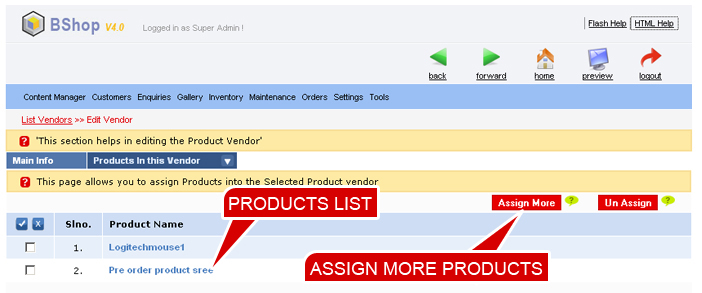 BShop V4.0 Logged in as Super Admin ! Flash Help HTML Help
back forward home preview logout
Content Manager Customers Enquiries Gallery Inventory Maintenance Orders Settings Tools
List Vendors >> Edit Vendor
? 'This section helps in editing the Product Vendor'
Main Info Products In this Vendor
? This page allows you to assign Products into the Selected Product vendor
PRODUCTS LIST Assign More ? Un Assign ?
X Slno. Product Name
1. Logitechmouse1
2. Pre order product sree
ASSIGN MORE PRODUCTS